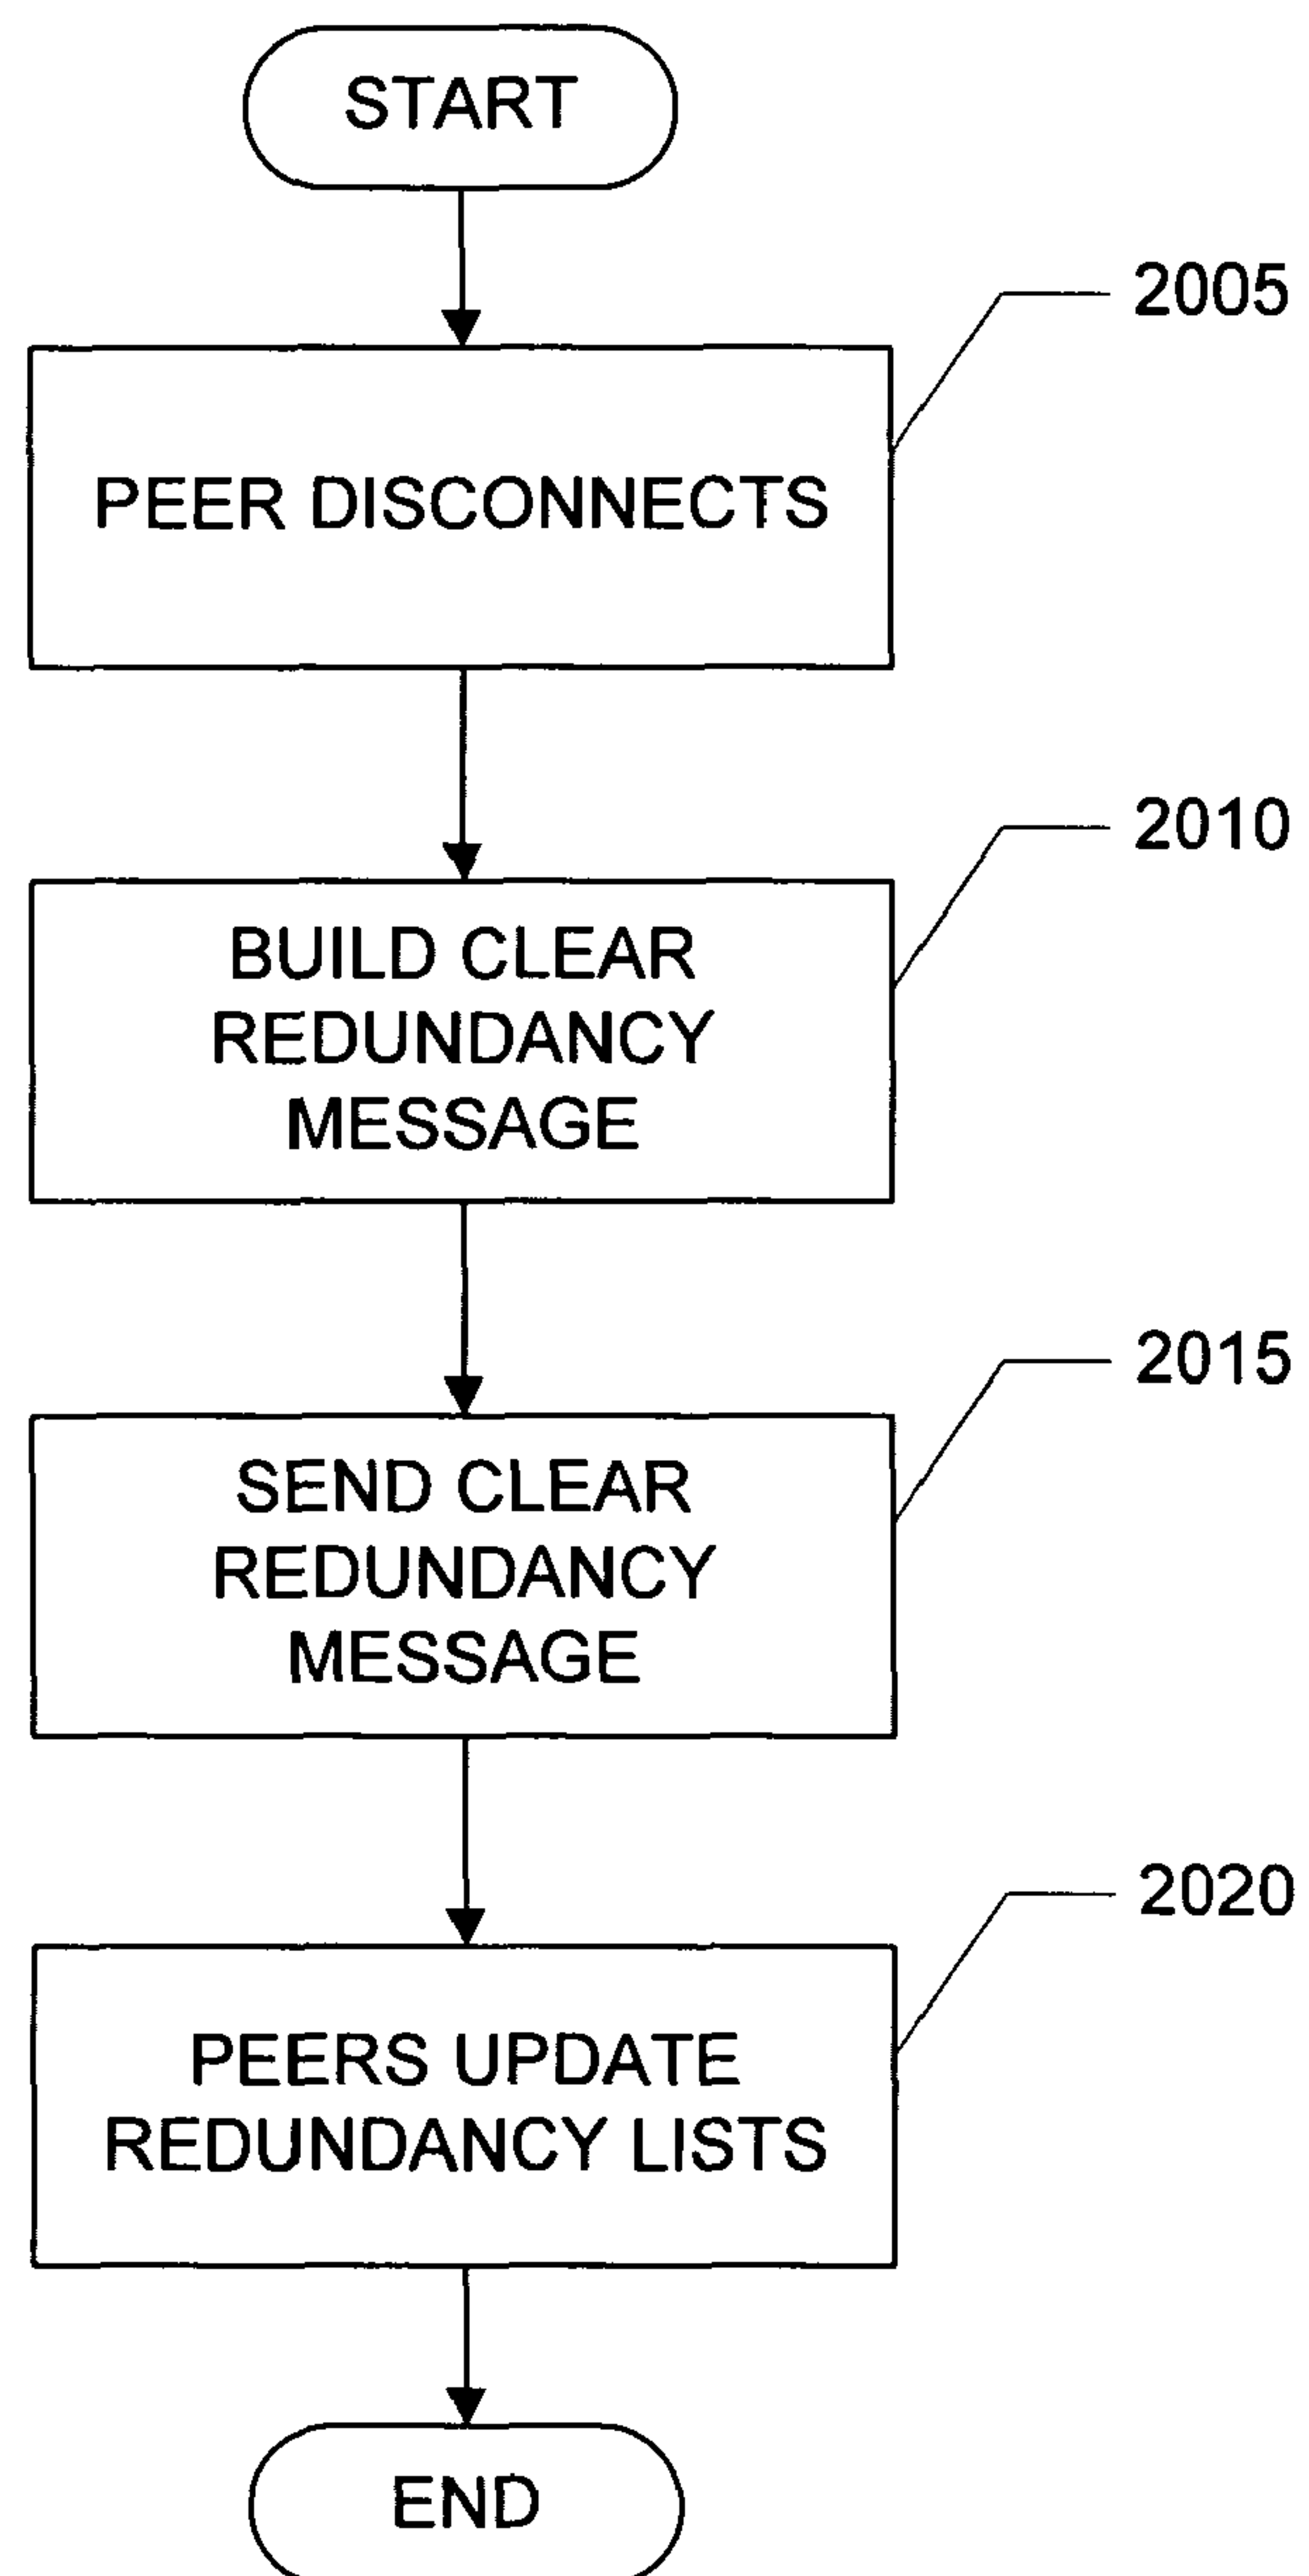 START
2005
PEER DISCONNECTS
2010
BUILD CLEAR
REDUNDANCY
MESSAGE
2015
SEND CLEAR
REDUNDANCY
MESSAGE
2020
PEERS UPDATE
REDUNDANCY LISTS
END